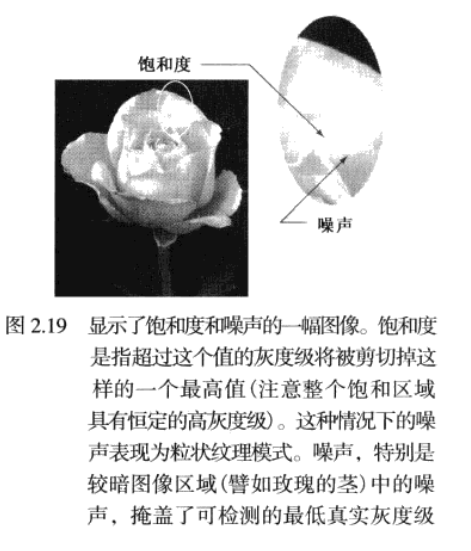 饱和度
噪声
图 2.19 显示了饱和度和噪声的一幅图像。饱和度
是指超过这个值的灰度级将被剪切掉这
样的一个最高值(注意整个饱和区域
具有恒定的高灰度级)。这种情况下的噪
声表现为粒状纹理模式。噪声，特别是
较暗图像区域(譬如玫瑰的茎)中的噪
声，掩盖了可检测的最低真实灰度级